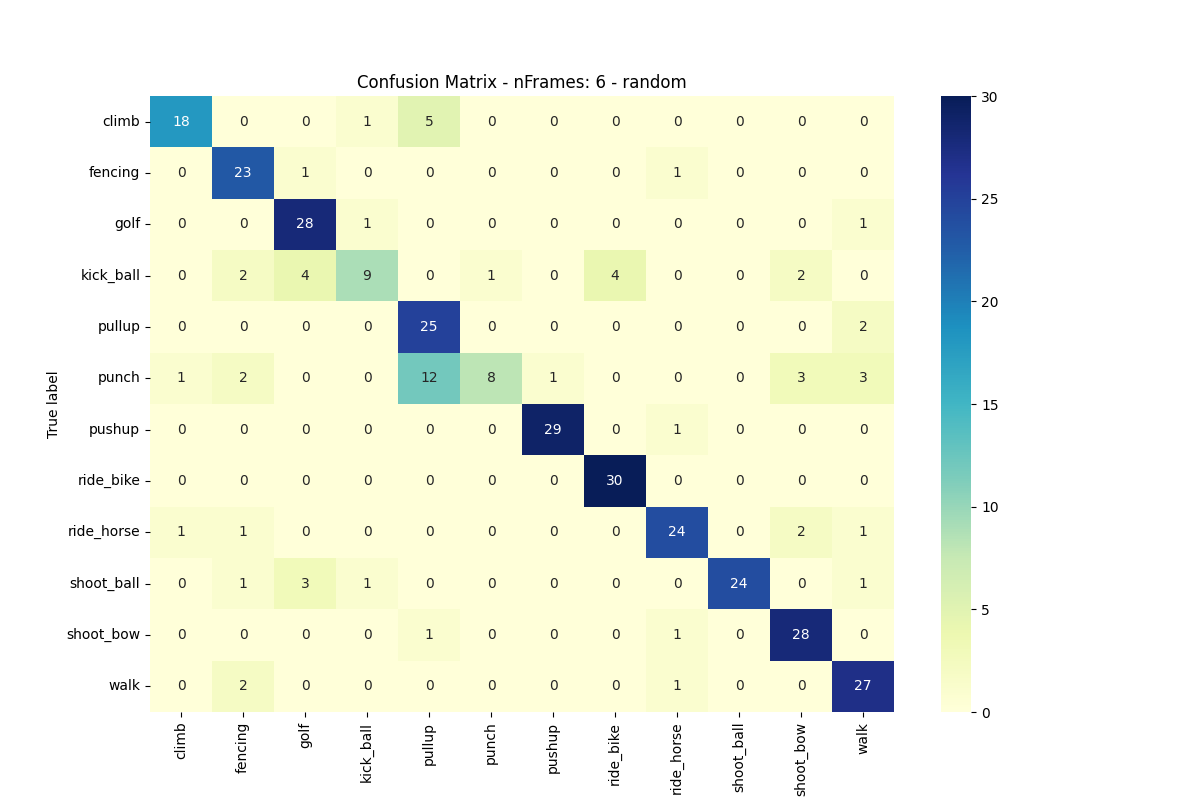 Confusion Matrix - nFrames: 6 - random
True label
climb 18 0 0 1 5 0 0 0 0 0 0 0
fencing 0 23 1 0 0 0 0 0 1 0 0 0
golf 0 0 28 1 0 0 0 0 0 0 0 1
kick_ball 0 2 4 9 0 1 0 4 0 0 2 0
pullup 0 0 0 0 25 0 0 0 0 0 0 2
punch 1 2 0 0 12 8 1 0 0 0 3 3
pushup 0 0 0 0 0 0 29 0 1 0 0 0
ride_bike 0 0 0 0 0 0 0 30 0 0 0 0
ride_horse 1 1 0 0 0 0 0 0 24 0 2 1
shoot_ball 0 1 3 1 0 0 0 0 0 24 0 1
shoot_bow 0 0 0 0 1 0 0 0 1 0 28 0
walk 0 2 0 0 0 0 0 0 1 0 0 27
climb fencing golf kick_ball pullup punch pushup ride_bike ride_horse shoot_ball shoot_bow walk
30
25
20
15
10
5
0